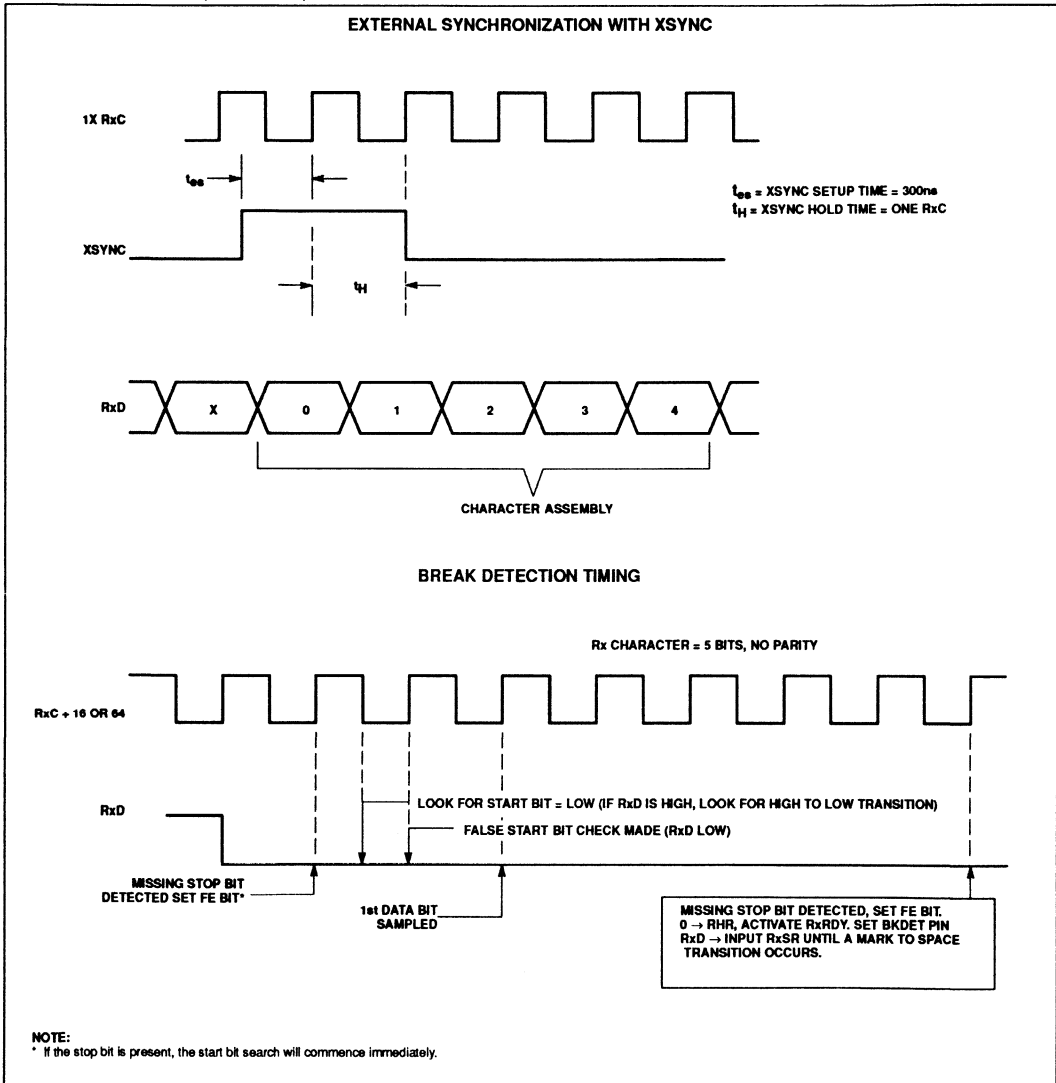 EXTERNAL SYNCHRONIZATION WITH XSYNC
1X RxC
tes
tes = XSYNC SETUP TIME = 300ns
tH = XSYNC HOLD TIME = ONE RxC
XSYNC
tH
RxD
X 0 1 2 3 4
CHARACTER ASSEMBLY
BREAK DETECTION TIMING
Rx CHARACTER = 5 BITS, NO PARITY
RxC + 16 OR 64
RxD
LOOK FOR START BIT = LOW (IF RxD IS HIGH, LOOK FOR HIGH TO LOW TRANSITION)
FALSE START BIT CHECK MADE (RxD LOW)
MISSING STOP BIT
DETECTED SET FE BIT*
1st DATA BIT
SAMPLED
MISSING STOP BIT DETECTED, SET FE BIT.
0 → RHR, ACTIVATE RxRDY. SET BKDET PIN
RxD → INPUT RxSR UNTIL A MARK TO SPACE
TRANSITION OCCURS.
NOTE:
* If the stop bit is present, the start bit search will commence immediately.